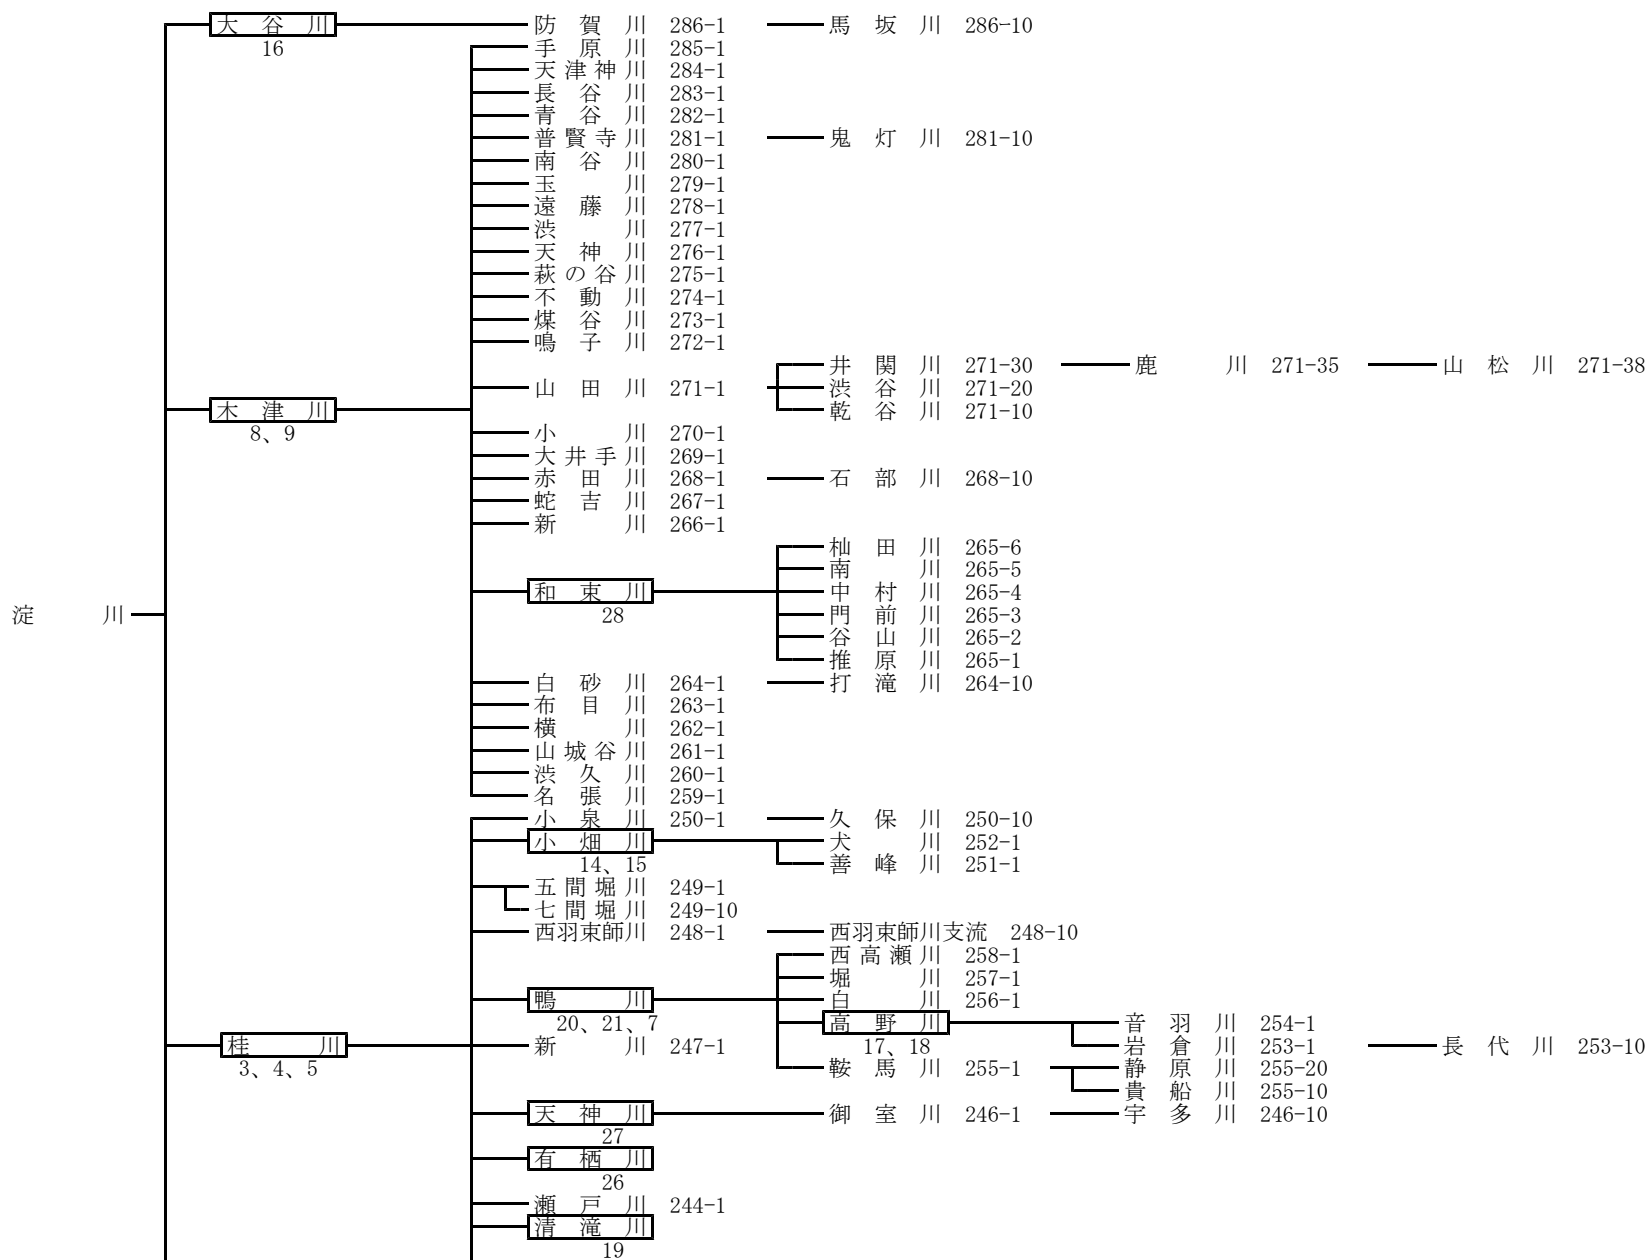 大谷川　防賀川 286-1　馬坂川 286-10
16　手原川 285-1
天津神川 284-1
長谷川 283-1
青谷川 282-1
普賢寺川 281-1　鬼灯川 281-10
南谷川 280-1
玉川 279-1
遠藤川 278-1
渋川 277-1
天神川 276-1
萩の谷川 275-1
不動川 274-1
煤谷川 273-1
鳴子川 272-1
井関川 271-30　鹿川 271-35　山松川 271-38
山田川 271-1　渋谷川 271-20
木津川　乾谷川 271-10
8、9　小川 270-1
大井手川 269-1
赤田川 268-1　石部川 268-10
蛇吉川 267-1
新川 266-1
杣田川 265-6
南川 265-5
和束川　中村川 265-4
淀川　28　門前川 265-3
谷山川 265-2
推原川 265-1
白砂川 264-1　打滝川 264-10
布目川 263-1
横川 262-1
山城谷川 261-1
渋久川 260-1
名張川 259-1
小泉川 250-1　久保川 250-10
小畑川　犬川 252-1
14、15　善峰川 251-1
五間堀川 249-1
七間堀川 249-10
西羽束師川 248-1　西羽束師川支流 248-10
西高瀬川 258-1
堀川 257-1
鴨川　白川 256-1
20、21、7　高野川　音羽川 254-1
桂川　新川 247-1　17、18　岩倉川 253-1　長代川 253-10
3、4、5　鞍馬川 255-1　静原川 255-20
貴船川 255-10
天神川　御室川 246-1　宇多川 246-10
27
有栖川
26
瀬戸川 244-1
清滝川
19